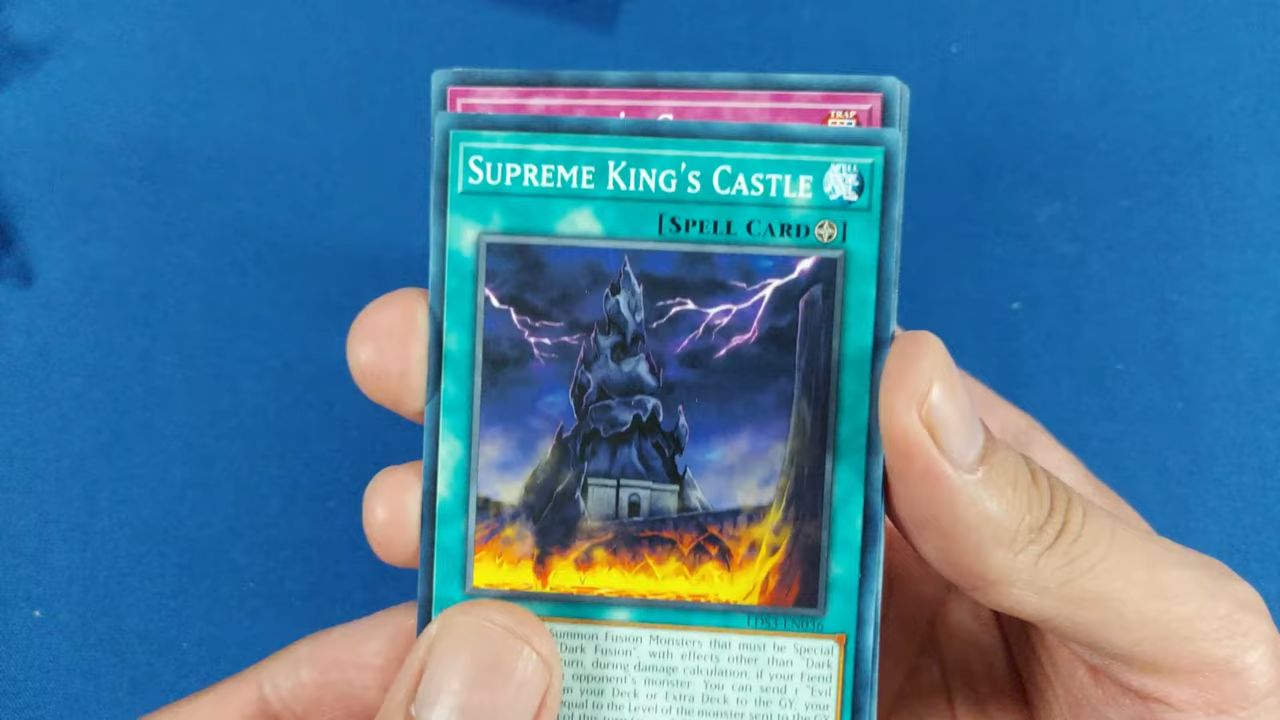 TRAP
SUPREME KING'S CASTLE
SPELL
[SPELL CARD]
LDS3-EN036
Summon Fusion Monsters that must be Special
"Dark Fusion", with effects other than "Dark
turn, during damage calculation, if your Fiend
opponent's monster: You can send 1 "Evil
m your Deck or Extra Deck to the GY, your
qual to the Level of the monster sent to the GY
of this turn